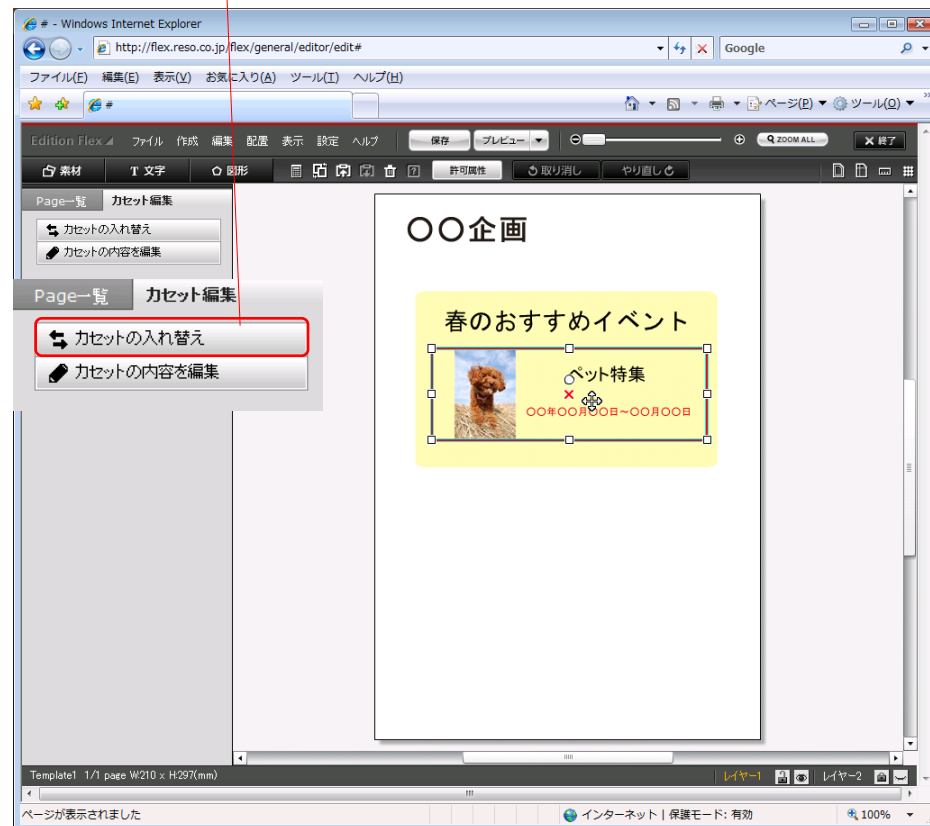 # - Windows Internet Explorer
http://flex.reso.co.jp/flex/general/editor/edit#
Google
ファイル(F) 編集(E) 表示(V) お気に入り(A) ツール(T) ヘルプ(H)
#
ページ(P) ツール(O)
Edition Flex ファイル 作成 編集 配置 表示 設定 ヘルプ 保存 プレビュー ZOOM ALL 終了
素材 T 文字 図形 許可属性 取り消し やり直し
Page一覧 カセット編集
カセットの入れ替え
カセットの内容を編集
Page一覧 カセット編集
カセットの入れ替え
カセットの内容を編集
〇〇企画
春のおすすめイベント
ペット特集
〇〇年〇〇月〇〇日～〇〇月〇〇日
Template1 1/1 page W:210 x H:297(mm)
レイヤー1 レイヤー2
ページが表示されました
インターネット | 保護モード: 有効
100%